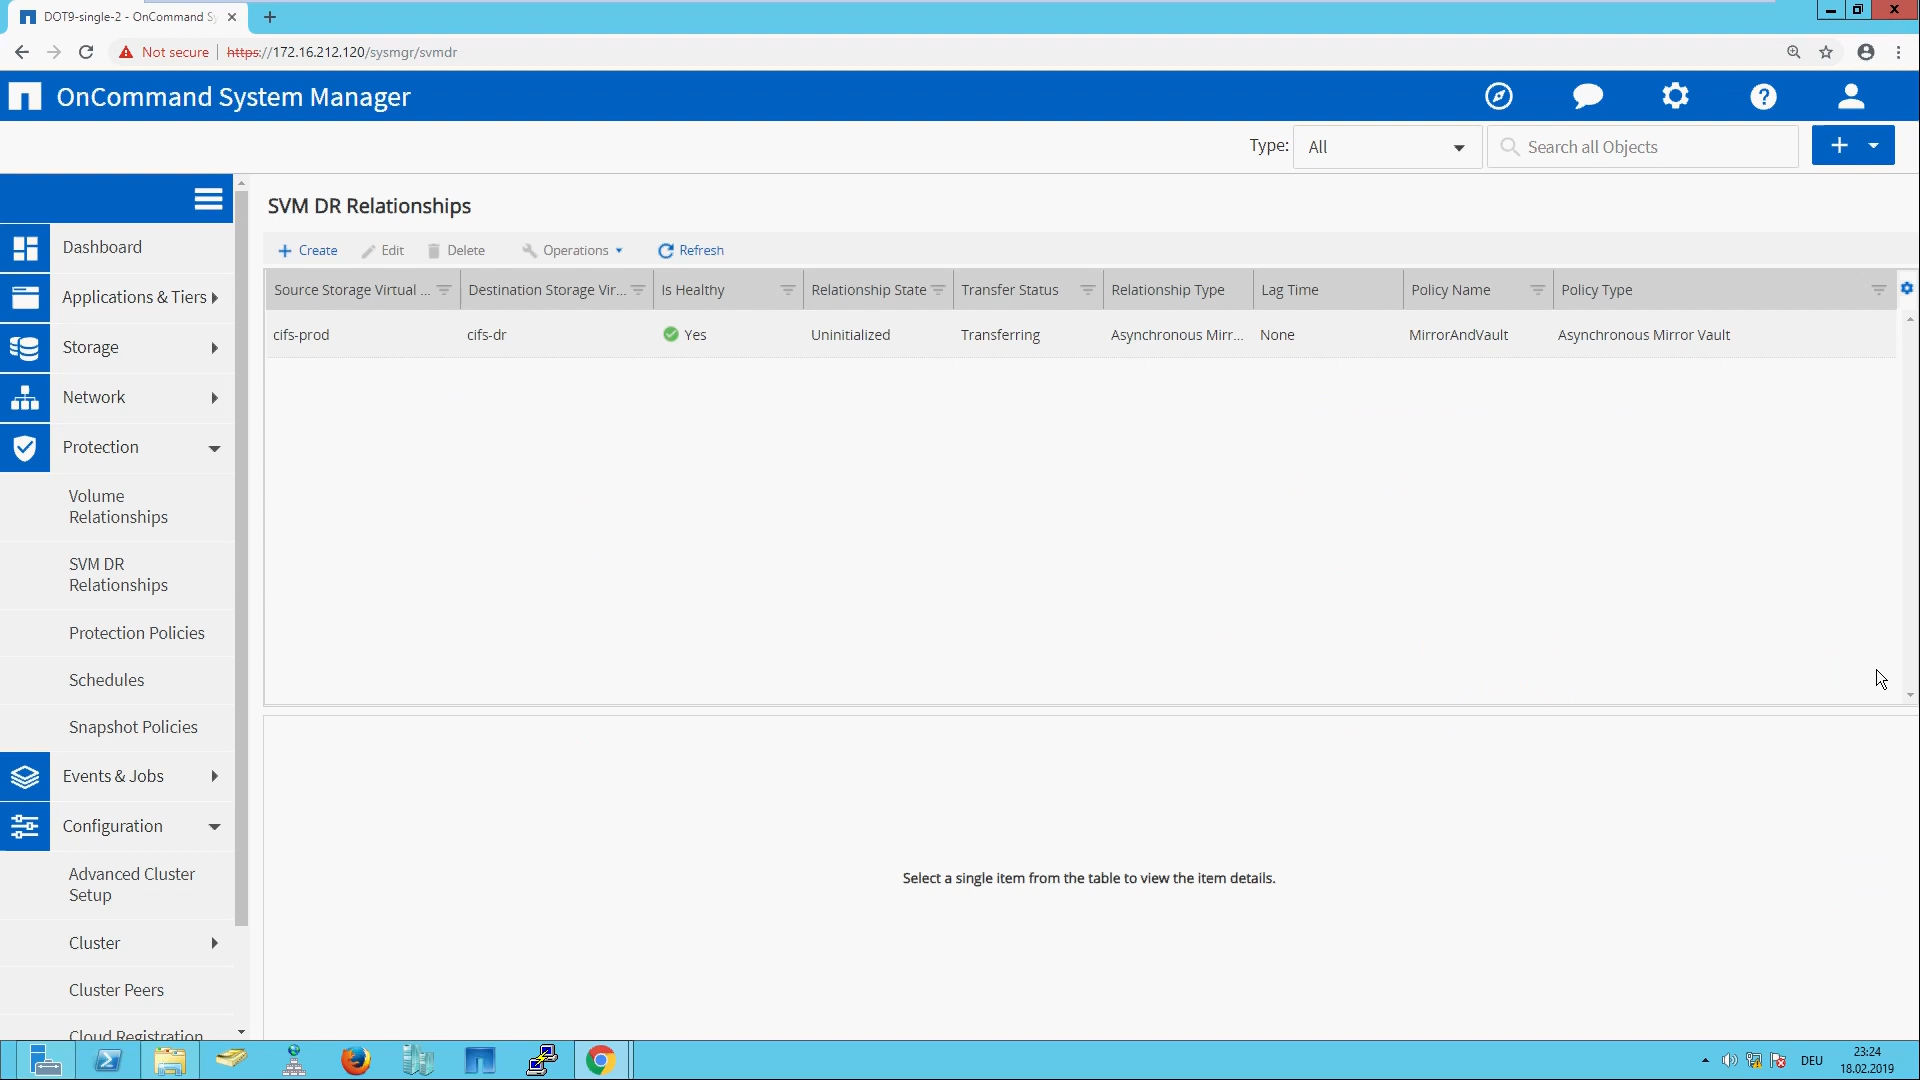 DOT9-single-2 - OnCommand Sy
Not secure
https://172.16.212.120/sysmgr/svmdr
OnCommand System Manager
Type:
All
Search all Objects
SVM DR Relationships
Create
Edit
Delete
Operations
Refresh
Source Storage Virtual ...
Destination Storage Vir...
Is Healthy
Relationship State
Transfer Status
Relationship Type
Lag Time
Policy Name
Policy Type
cifs-prod
cifs-dr
Yes
Uninitialized
Transferring
Asynchronous Mirr...
None
MirrorAndVault
Asynchronous Mirror Vault
Select a single item from the table to view the item details.
Dashboard
Applications & Tiers
Storage
Network
Protection
Volume
Relationships
SVM DR
Relationships
Protection Policies
Schedules
Snapshot Policies
Events & Jobs
Configuration
Advanced Cluster
Setup
Cluster
Cluster Peers
Cloud Registration
DEU
23:24
18.02.2019